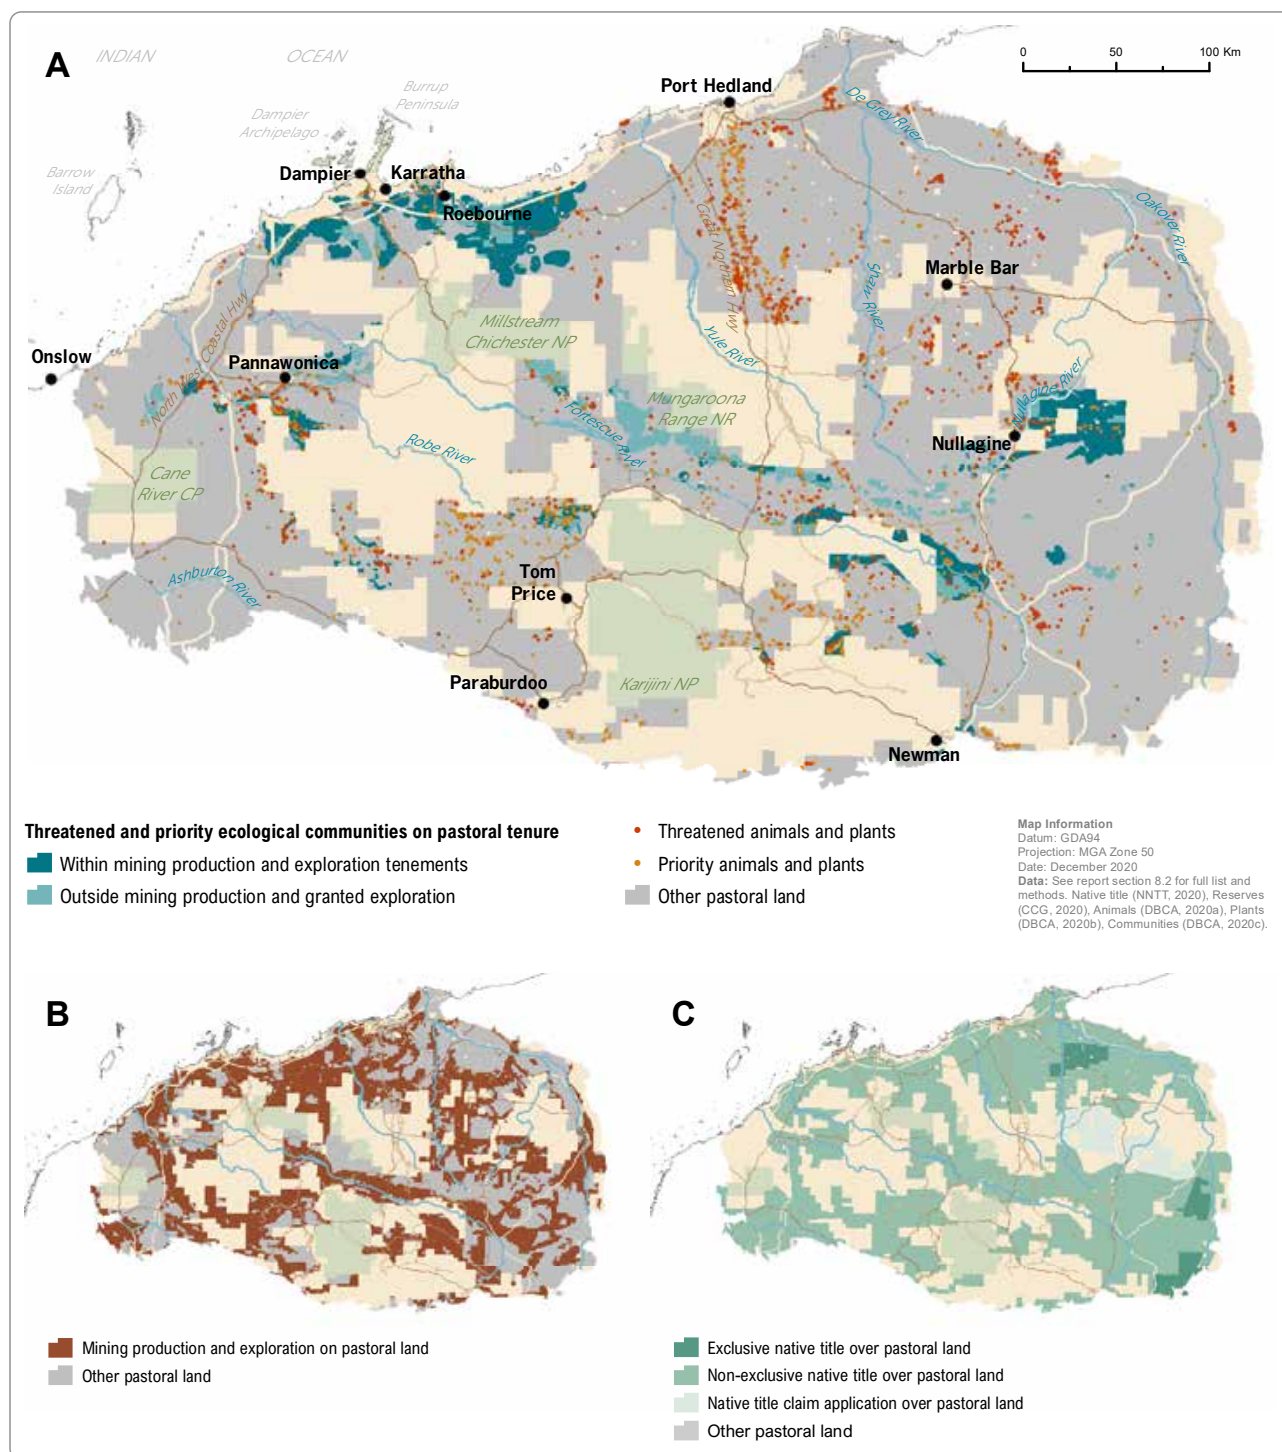 A
INDIAN OCEAN
Burrup
Peninsula
Dampier
Archipelago
Barrow
Island
0 50 100 Km
Port Hedland
De Grey River
Dampier
Karratha
Roebourne
Oakover River
Great Northern Hwy
Shaw River
Marble Bar
North West Coastal Hwy
Millstream
Chichester NP
Yule River
Onslow
Pannawonica
Mungaroona
Range NR
Fortescue River
Nullagine River
Robe River
Nullagine
Cane
River CP
Ashburton River
Tom
Price
Paraburdoo
Karijini NP
Newman
Threatened and priority ecological communities on pastoral tenure
Within mining production and exploration tenements
Outside mining production and granted exploration
Threatened animals and plants
Priority animals and plants
Other pastoral land
Map Information
Datum: GDA94
Projection: MGA Zone 50
Date: December 2020
Data: See report section 8.2 for full list and
methods. Native title (NNTT, 2020), Reserves
(CCG, 2020), Animals (DBCA, 2020a), Plants
(DBCA, 2020b), Communities (DBCA, 2020c).
B
Mining production and exploration on pastoral land
Other pastoral land
C
Exclusive native title over pastoral land
Non-exclusive native title over pastoral land
Native title claim application over pastoral land
Other pastoral land